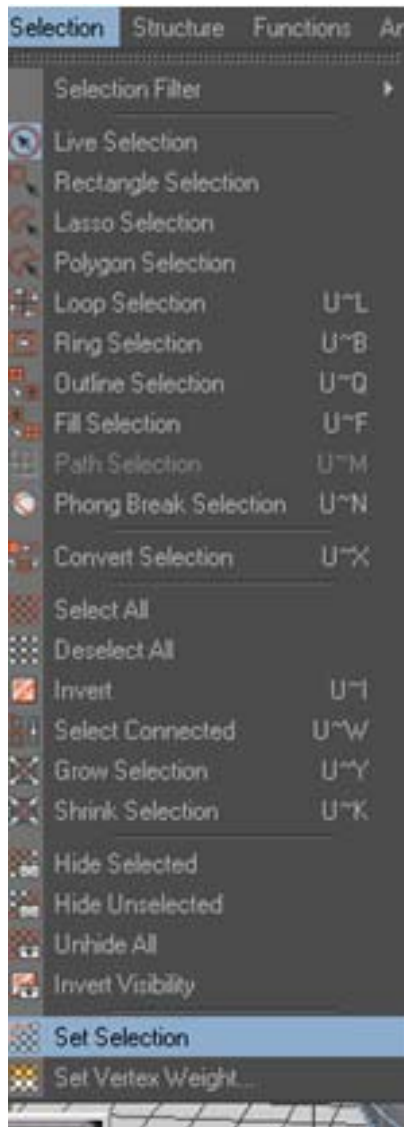 Selection Structure Functions Ar
Selection Filter
Live Selection
Rectangle Selection
Lasso Selection
Polygon Selection
Loop Selection U~L
Ring Selection U~B
Outline Selection U~Q
Fill Selection U~F
Path Selection U~M
Phong Break Selection U~N
Convert Selection U~X
Select All
Deselect All
Invert U~I
Select Connected U~W
Grow Selection U~Y
Shrink Selection U~K
Hide Selected
Hide Unselected
Unhide All
Invert Visibility
Set Selection
Set Vertex Weight...